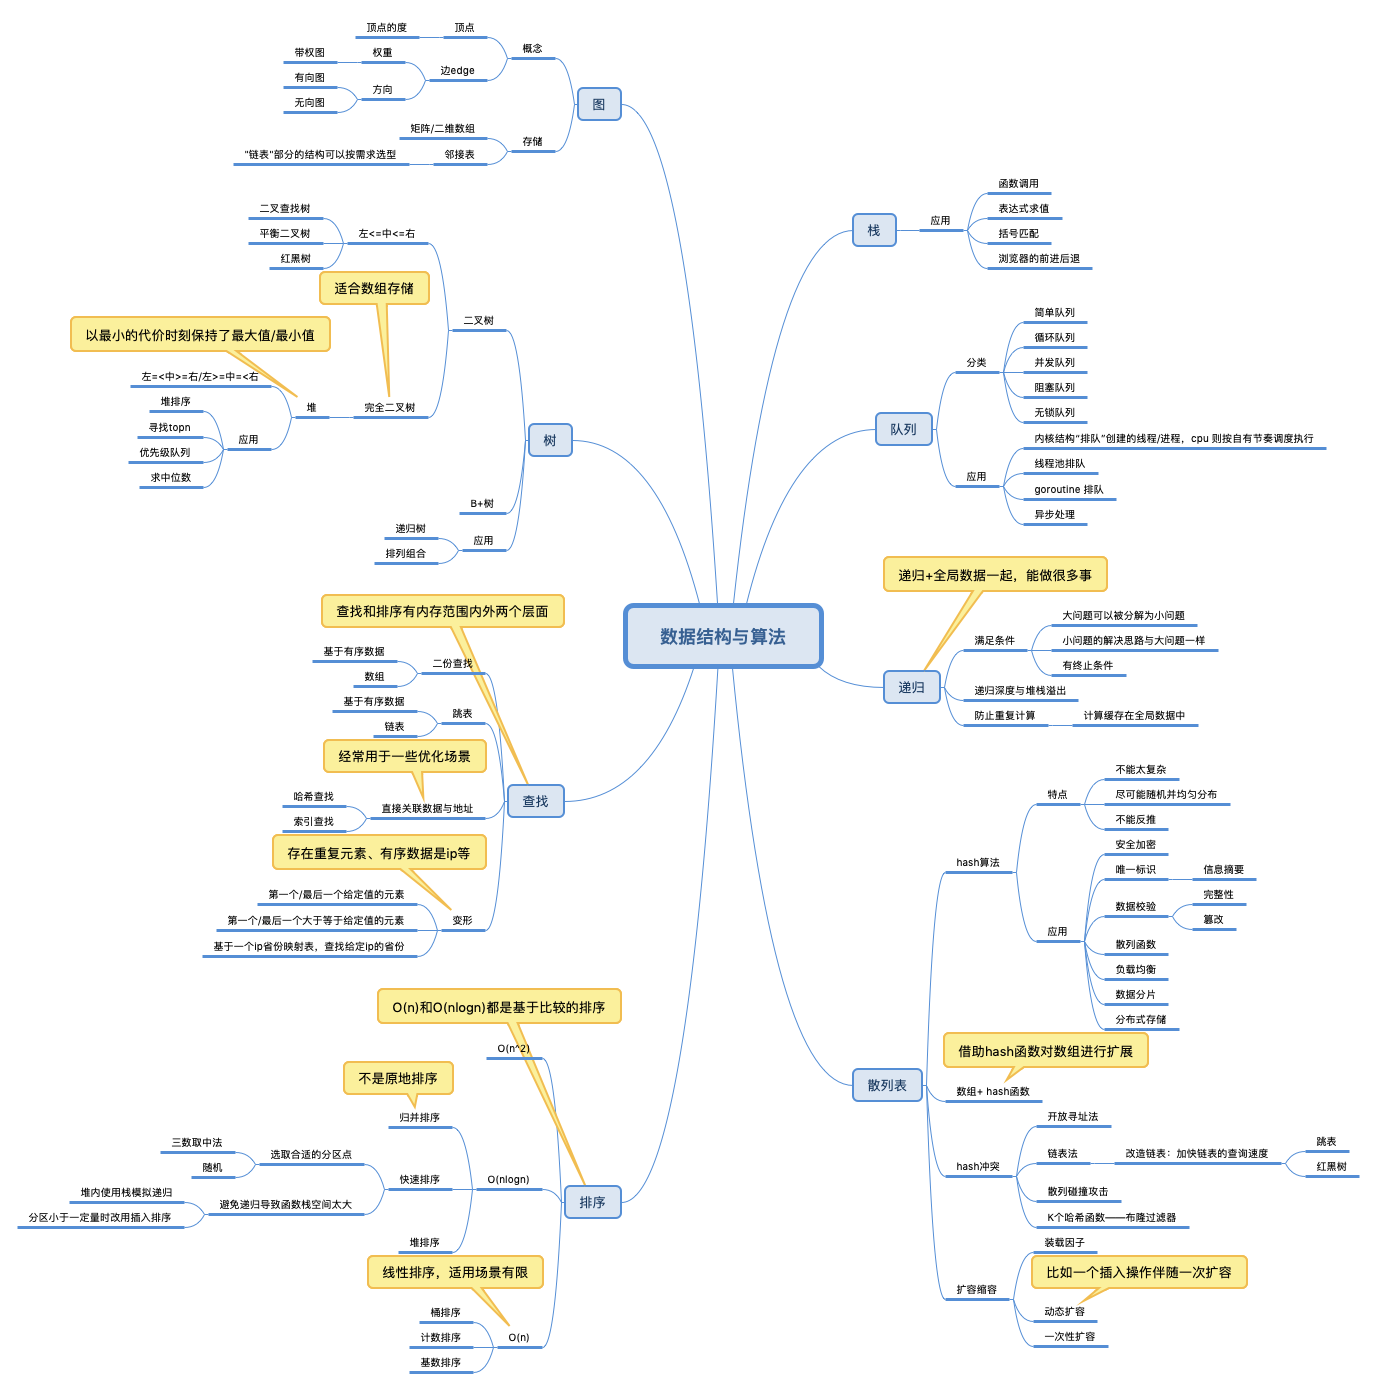 数据结构与算法
图
概念
顶点
顶点的度
边edge
权重
带权图
方向
有向图
无向图
存储
矩阵/二维数组
邻接表
"链表"部分的结构可以按需求选型
树
二叉树
左<=中<=右
二叉查找树
平衡二叉树
红黑树
适合数组存储
完全二叉树
以最小的代价时刻保持了最大值/最小值
堆
左=<中>=右/左>=中=<右
应用
堆排序
寻找topn
优先级队列
求中位数
B+树
应用
递归树
排列组合
查找和排序有内存范围内外两个层面
查找
二份查找
基于有序数据
数组
跳表
基于有序数据
链表
经常用于一些优化场景
直接关联数据与地址
哈希查找
索引查找
存在重复元素、有序数据是ip等
变形
第一个/最后一个给定值的元素
第一个/最后一个大于等于给定值的元素
基于一个ip省份映射表，查找给定ip的省份
O(n)和O(nlogn)都是基于比较的排序
排序
O(n^2)
O(nlogn)
不是原地排序
归并排序
快速排序
选取合适的分区点
三数取中法
随机
避免递归导致函数栈空间太大
堆内使用栈模拟递归
分区小于一定量时改用插入排序
堆排序
线性排序，适用场景有限
O(n)
桶排序
计数排序
基数排序
栈
应用
函数调用
表达式求值
括号匹配
浏览器的前进后退
队列
分类
简单队列
循环队列
并发队列
阻塞队列
无锁队列
应用
内核结构“排队”创建的线程/进程，cpu 则按自有节奏调度执行
线程池排队
goroutine 排队
异步处理
递归+全局数据一起，能做很多事
递归
满足条件
大问题可以被分解为小问题
小问题的解决思路与大问题一样
有终止条件
递归深度与堆栈溢出
防止重复计算
计算缓存在全局数据中
散列表
hash算法
特点
不能太复杂
尽可能随机并均匀分布
不能反推
应用
安全加密
唯一标识
信息摘要
数据校验
完整性
篡改
散列函数
负载均衡
数据分片
分布式存储
借助hash函数对数组进行扩展
数组+ hash函数
hash冲突
开放寻址法
链表法
改造链表：加快链表的查询速度
跳表
红黑树
散列碰撞攻击
K个哈希函数——布隆过滤器
扩容缩容
装载因子
比如一个插入操作伴随一次扩容
动态扩容
一次性扩容